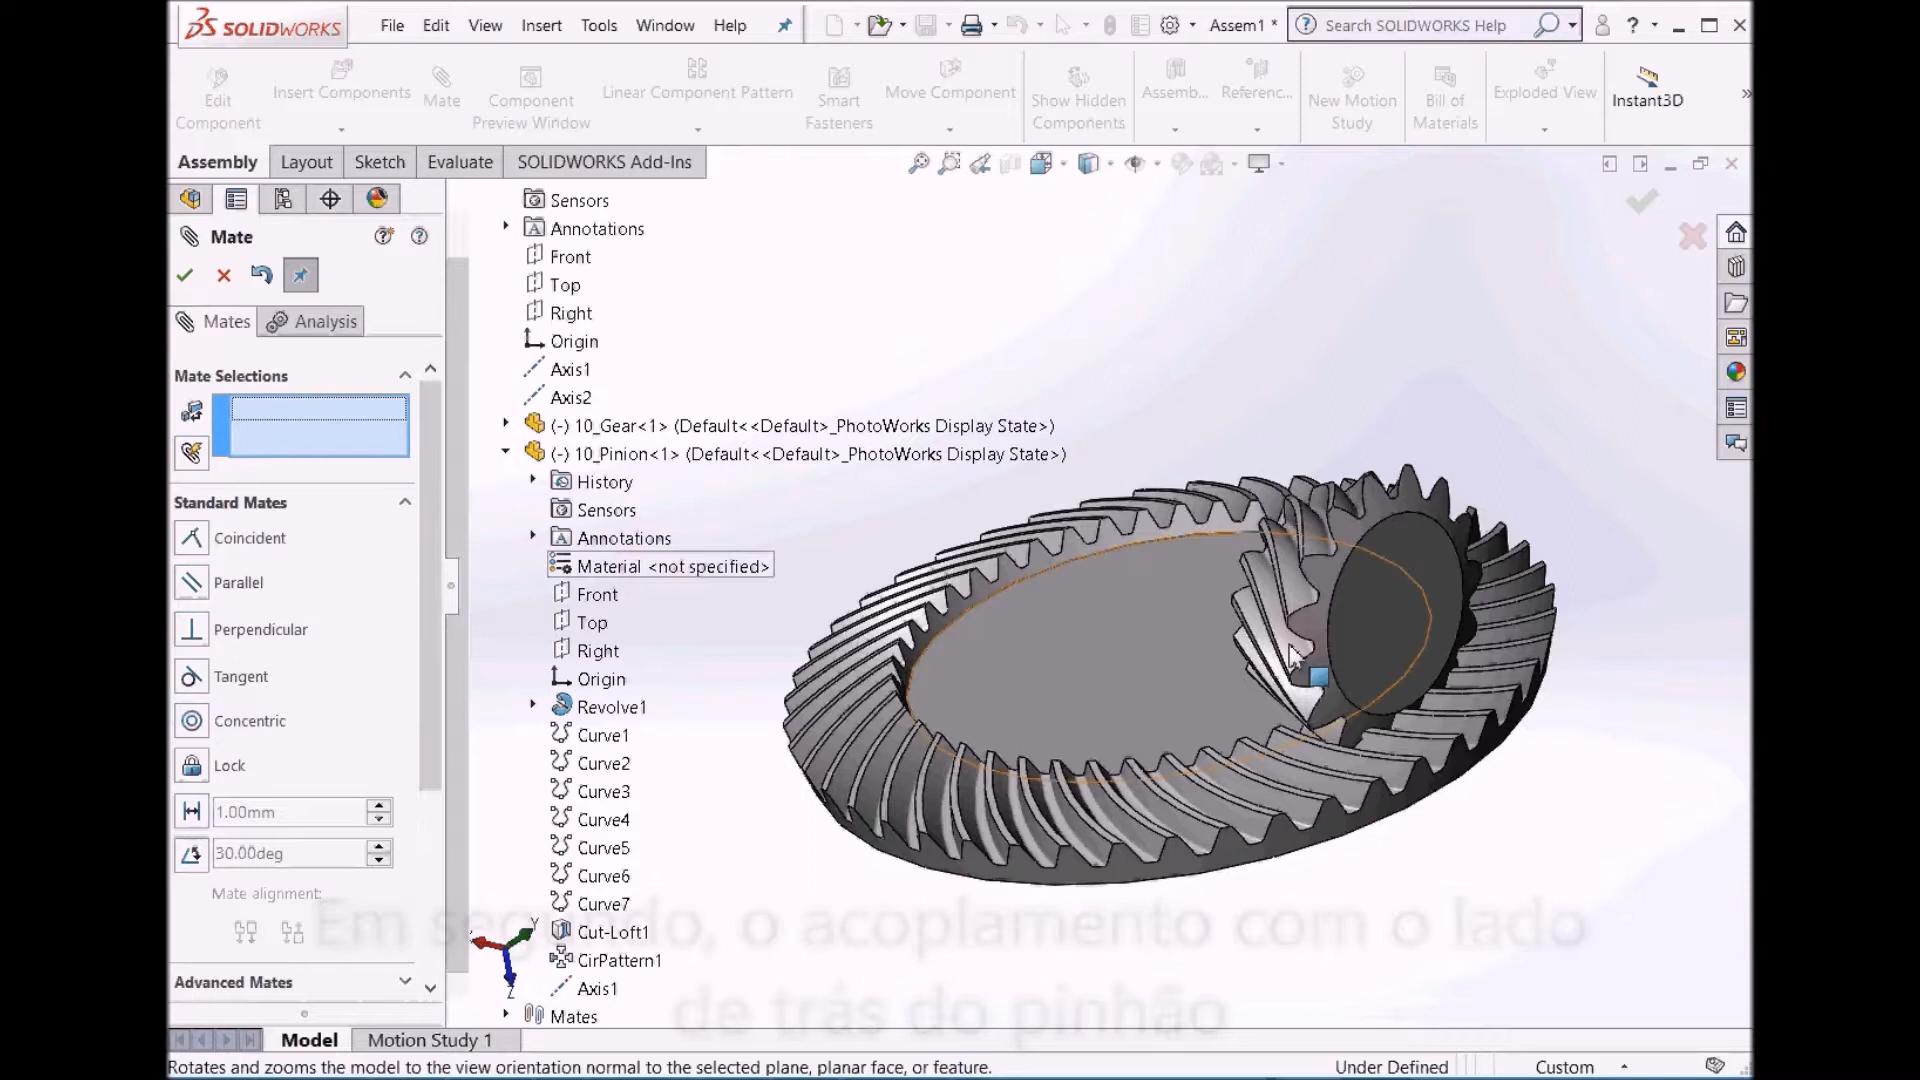 SOLIDWORKS File Edit View Insert Tools Window Help Assem1 * Search SOLIDWORKS Help ?
Edit Component
Insert Components
Mate
Component Preview Window
Linear Component Pattern
Smart Fasteners
Move Component
Show Hidden Components
Assemb...
Referenc...
New Motion Study
Bill of Materials
Exploded View
Instant3D
Assembly Layout Sketch Evaluate SOLIDWORKS Add-Ins
Mate
Mates Analysis
Mate Selections
Standard Mates
Coincident
Parallel
Perpendicular
Tangent
Concentric
Lock
1.00mm
30.00deg
Mate alignment:
Advanced Mates
Sensors
Annotations
Front
Top
Right
Origin
Axis1
Axis2
(-) 10_Gear<1> (Default<<Default>_PhotoWorks Display State>)
(-) 10_Pinion<1> (Default<<Default>_PhotoWorks Display State>)
History
Sensors
Annotations
Material <not specified>
Front
Top
Right
Origin
Revolve1
Curve1
Curve2
Curve3
Curve4
Curve5
Curve6
Curve7
Cut-Loft1
CirPattern1
Axis1
Mates
Y
Z
Em segundo, o acoplamento com o lado
de trás do pinhão
Model Motion Study 1
Rotates and zooms the model to the view orientation normal to the selected plane, planar face, or feature. Under Defined Custom